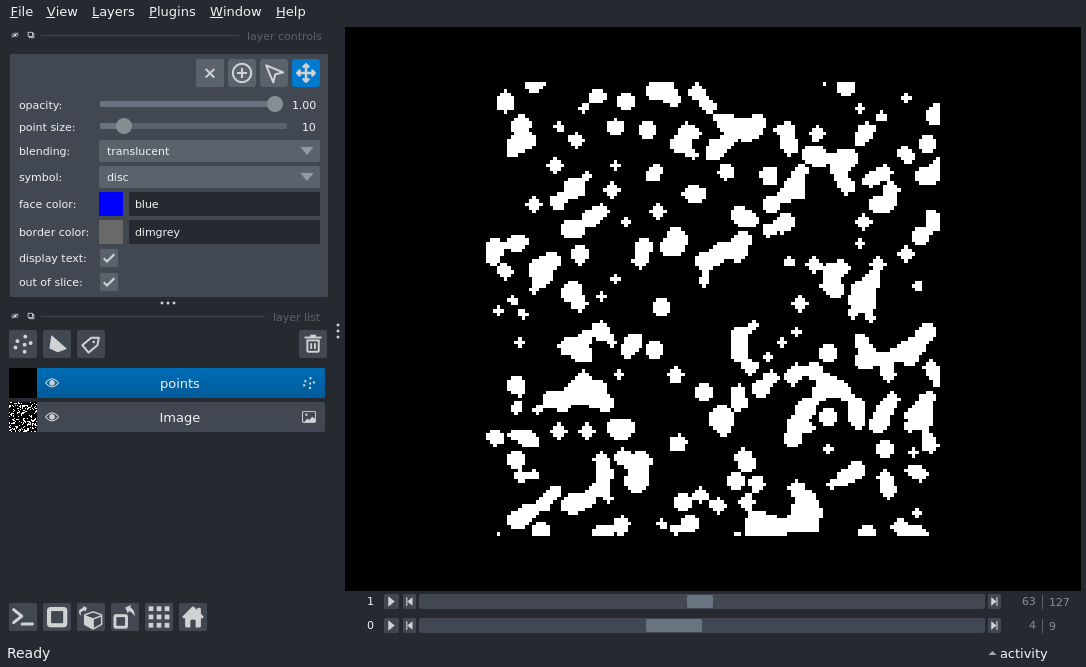 File View Layers Plugins Window Help
layer controls
opacity: 1.00
point size: 10
blending: translucent
symbol: disc
face color: blue
border color: dimgrey
display text:
out of slice:
layer list
points
Image
1 63 | 127
0 4 | 9
Ready activity